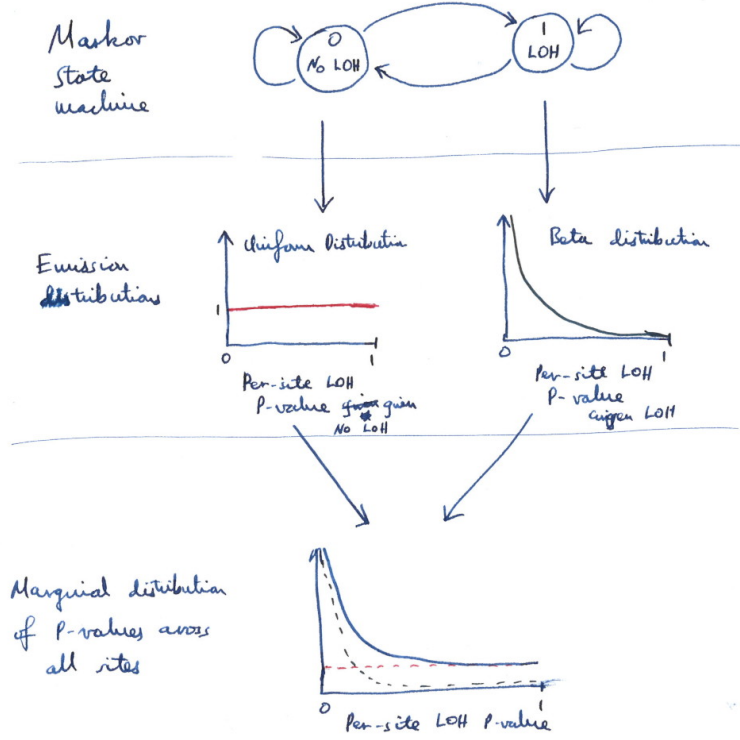 Markov
State
machine
0
No LOH
1
LOH
Emission
distributions
Uniform Distribution
1
0
1
Per-site LOH
P-value given
No LOH
Beta distribution
0
1
Per-site LOH
P-value
given LOH
Marginal distribution
of P-values across
all sites
0
1
Per-site LOH P-value